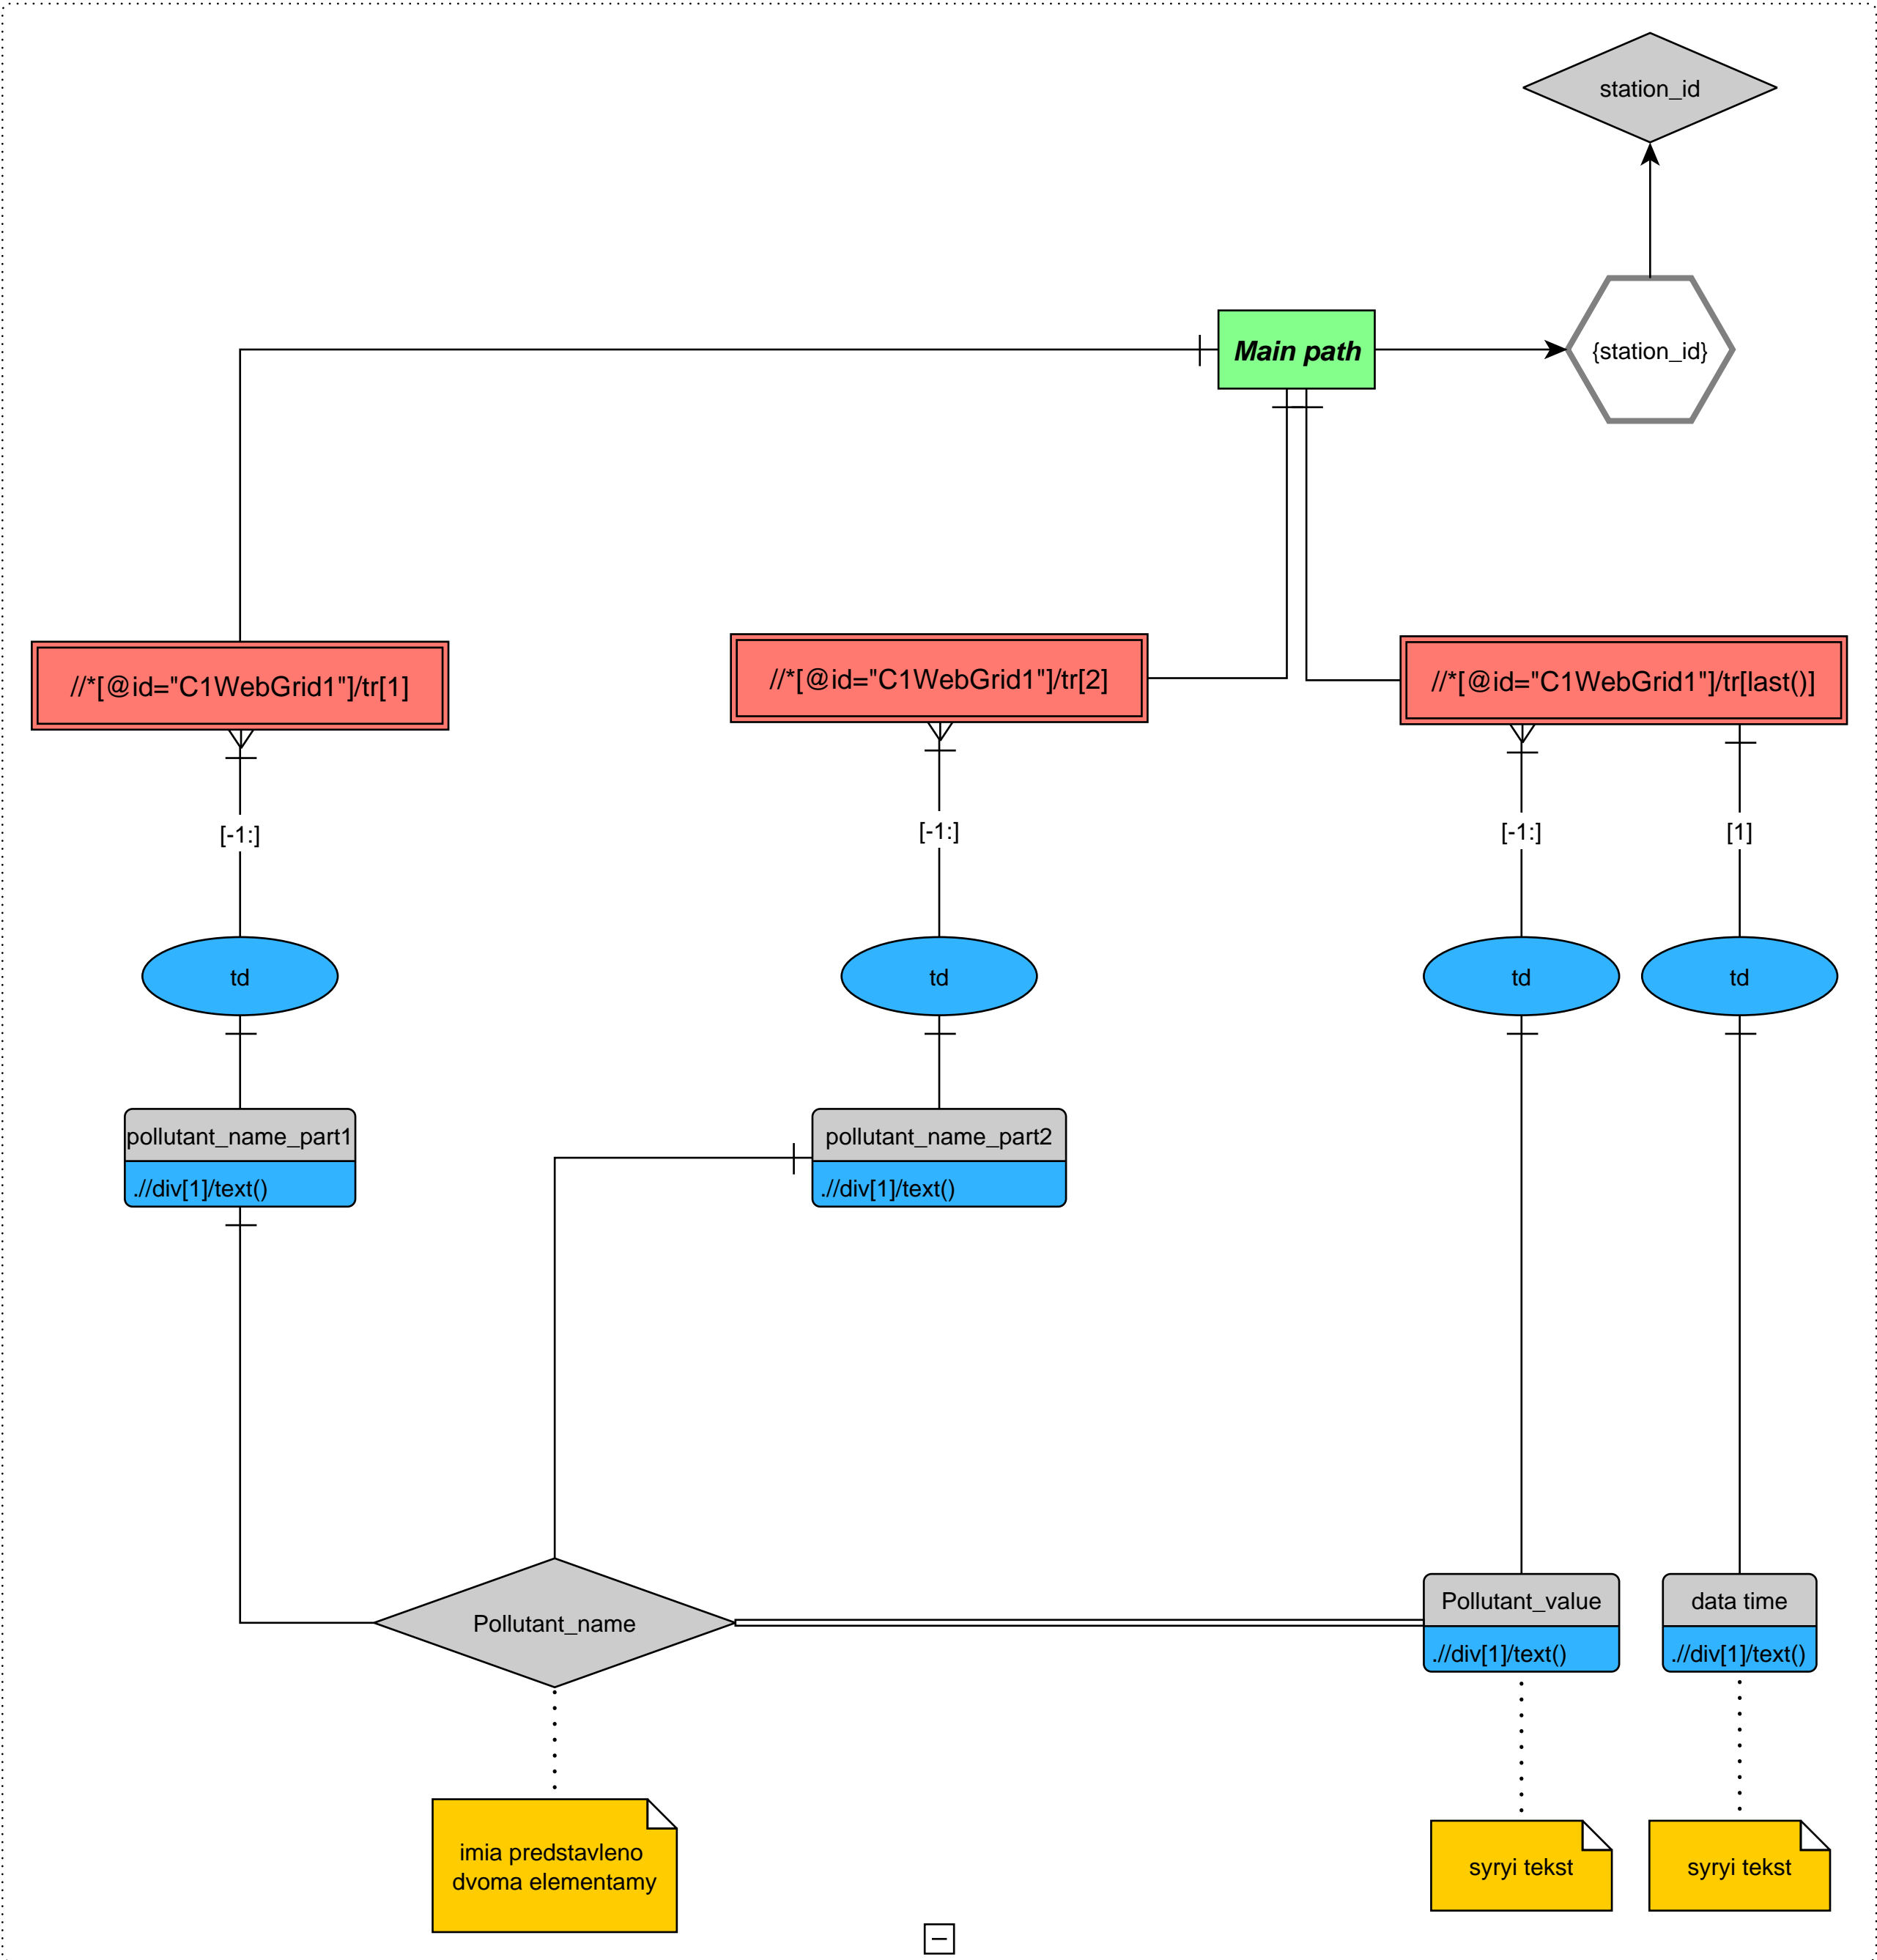 station_id
Main path
{station_id}
//*[@id="C1WebGrid1"]/tr[1]
//*[@id="C1WebGrid1"]/tr[2]
//*[@id="C1WebGrid1"]/tr[last()]
[-1:]
[-1:]
[-1:]
[1]
td
td
td
td
pollutant_name_part1
.//div[1]/text()
pollutant_name_part2
.//div[1]/text()
Pollutant_name
Pollutant_value
.//div[1]/text()
data time
.//div[1]/text()
imia predstavleno
dvoma elementamy
syryi tekst
syryi tekst